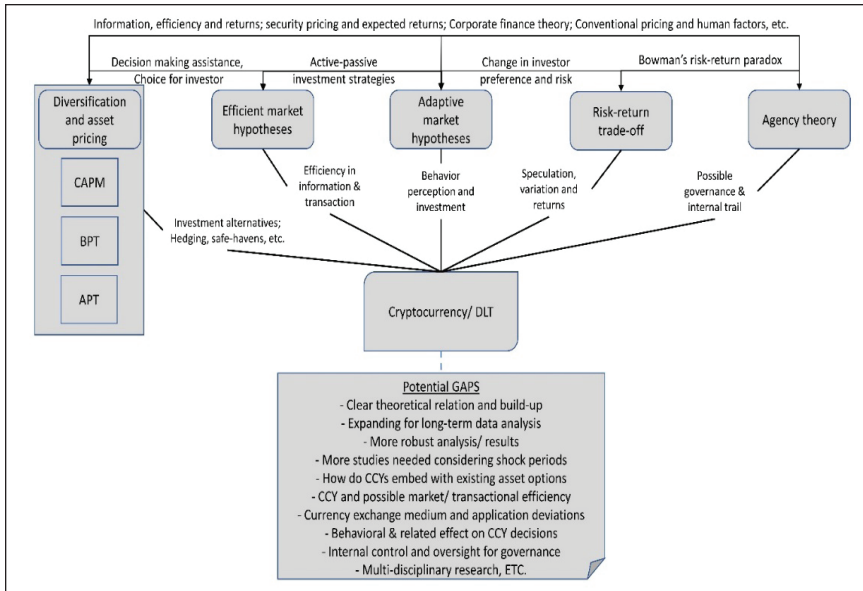 Information, efficiency and returns; security pricing and expected returns; Corporate finance theory; Conventional pricing and human factors, etc.
Decision making assistance,
Choice for investor
Active-passive
investment strategies
Change in investor
preference and risk
Bowman's risk-return paradox
Diversification
and asset
pricing
Efficient market
hypotheses
Adaptive
market
hypotheses
Risk-return
trade-off
Agency theory
CAPM
BPT
APT
Efficiency in
information &
transaction
Behavior
perception and
investment
Speculation,
variation and
returns
Possible
governance &
internal trail
Investment alternatives;
Hedging, safe-havens, etc.
Cryptocurrency/ DLT
Potential GAPS
- Clear theoretical relation and build-up
- Expanding for long-term data analysis
- More robust analysis/ results
- More studies needed considering shock periods
- How do CCYs embed with existing asset options
- CCY and possible market/ transactional efficiency
- Currency exchange medium and application deviations
- Behavioral & related effect on CCY decisions
- Internal control and oversight for governance
- Multi-disciplinary research, ETC.